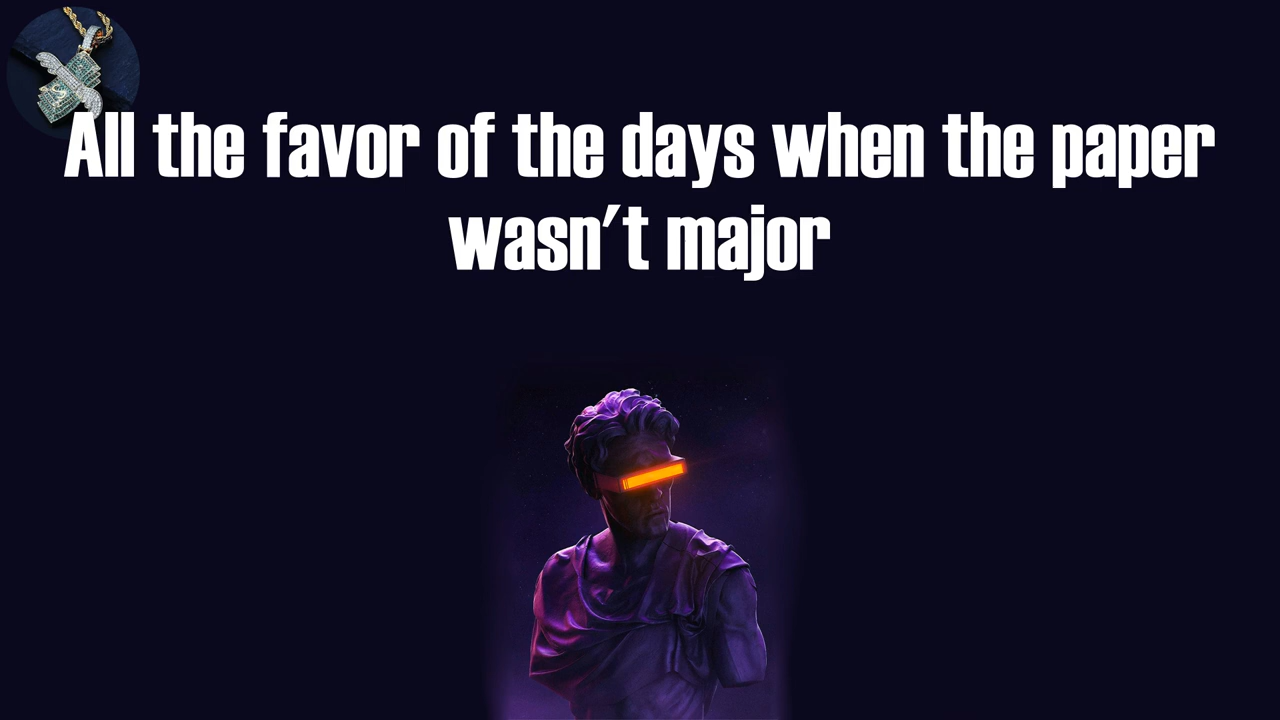 All the favor of the days when the paper
wasn't major